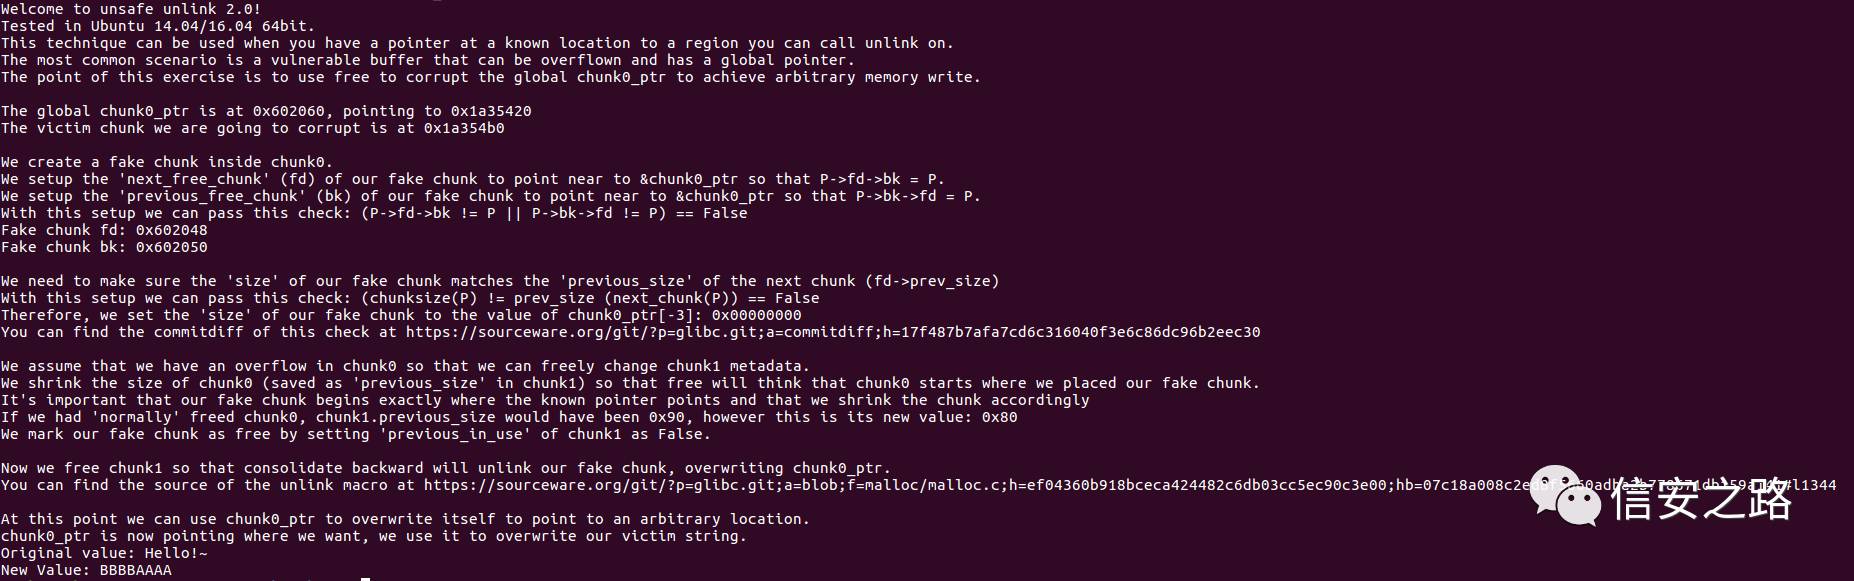 Welcome to unsafe unlink 2.0!
Tested in Ubuntu 14.04/16.04 64bit.
This technique can be used when you have a pointer at a known location to a region you can call unlink on.
The most common scenario is a vulnerable buffer that can be overflown and has a global pointer.
The point of this exercise is to use free to corrupt the global chunk0_ptr to achieve arbitrary memory write.
The global chunk0_ptr is at 0x602060, pointing to 0x1a35420
The victim chunk we are going to corrupt is at 0x1a354b0
We create a fake chunk inside chunk0.
We setup the 'next_free_chunk' (fd) of our fake chunk to point near to &chunk0_ptr so that P->fd->bk = P.
We setup the 'previous_free_chunk' (bk) of our fake chunk to point near to &chunk0_ptr so that P->bk->fd = P.
With this setup we can pass this check: (P->fd->bk != P || P->bk->fd != P) == False
Fake chunk fd: 0x602048
Fake chunk bk: 0x602050
We need to make sure the 'size' of our fake chunk matches the 'previous_size' of the next chunk (fd->prev_size)
With this setup we can pass this check: (chunksize(P) != prev_size (next_chunk(P)) == False
Therefore, we set the 'size' of our fake chunk to the value of chunk0_ptr[-3]: 0x00000000
You can find the commitdiff of this check at https://sourceware.org/git/?p=glibc.git;a=commitdiff;h=17f487b7afa7cd6c316040f3e6c86dc96b2eec30
We assume that we have an overflow in chunk0 so that we can freely change chunk1 metadata.
We shrink the size of chunk0 (saved as 'previous_size' in chunk1) so that free will think that chunk0 starts where we placed our fake chunk.
It's important that our fake chunk begins exactly where the known pointer points and that we shrink the chunk accordingly
If we had 'normally' freed chunk0, chunk1.previous_size would have been 0x90, however this is its new value: 0x80
We mark our fake chunk as free by setting 'previous_in_use' of chunk1 as False.
Now we free chunk1 so that consolidate backward will unlink our fake chunk, overwriting chunk0_ptr.
You can find the source of the unlink macro at
At this point we can use chunk0_ptr to overwrite itself to point to an arbitrary location.
chunk0_ptr is now pointing where we want, we use it to overwrite our victim string.
Original value: Hello!~
New Value: BBBBAAAA
信安之路